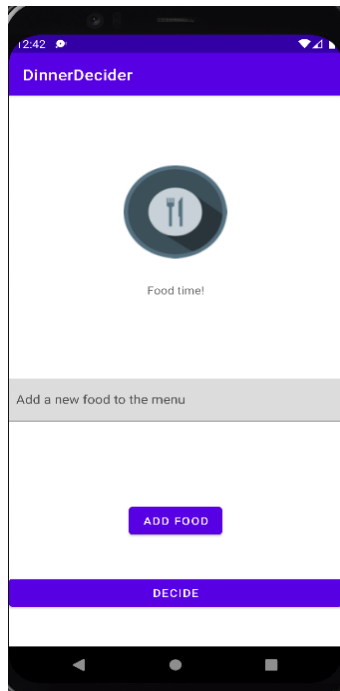 12:42
DinnerDecider
Food time!
Add a new food to the menu
ADD FOOD
DECIDE